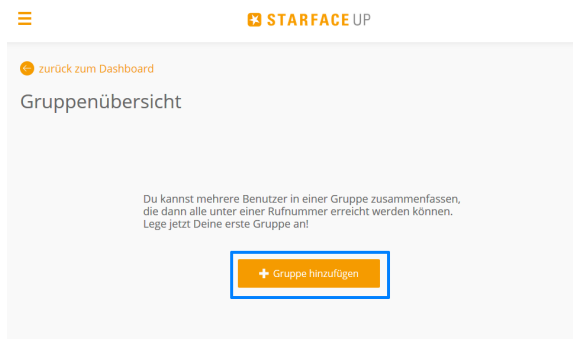 STARFACE UP
zurück zum Dashboard
Gruppenübersicht
Du kannst mehrere Benutzer in einer Gruppe zusammenfassen,
die dann alle unter einer Rufnummer erreicht werden können.
Lege jetzt Deine erste Gruppe an!
Gruppe hinzufügen